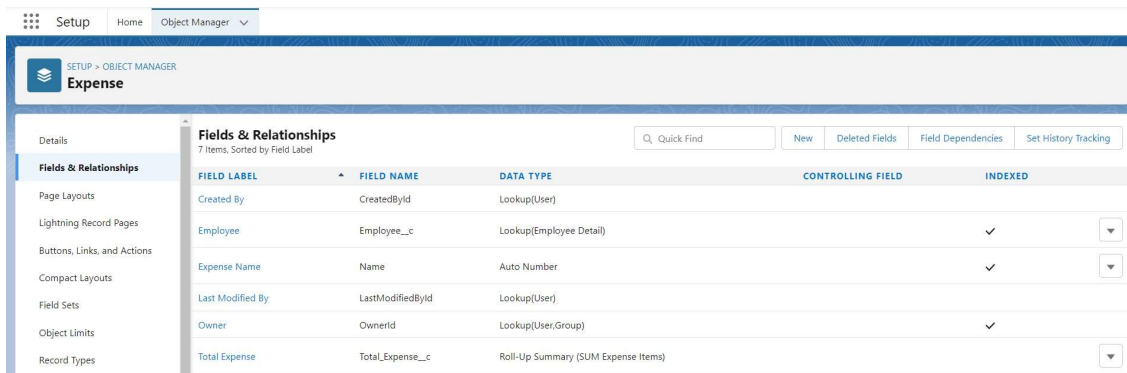 Setup Home Object Manager
SETUP > OBJECT MANAGER
Expense
Details
Fields & Relationships
Page Layouts
Lightning Record Pages
Buttons, Links, and Actions
Compact Layouts
Field Sets
Object Limits
Record Types
Fields & Relationships
7 Items, Sorted by Field Label
Quick Find New Deleted Fields Field Dependencies Set History Tracking
FIELD LABEL FIELD NAME DATA TYPE CONTROLLING FIELD INDEXED
Created By CreatedById Lookup(User)
Employee Employee__c Lookup(Employee Detail)
Expense Name Name Auto Number
Last Modified By LastModifiedById Lookup(User)
Owner OwnerId Lookup(User,Group)
Total Expense Total_Expense__c Roll-Up Summary (SUM Expense Items)